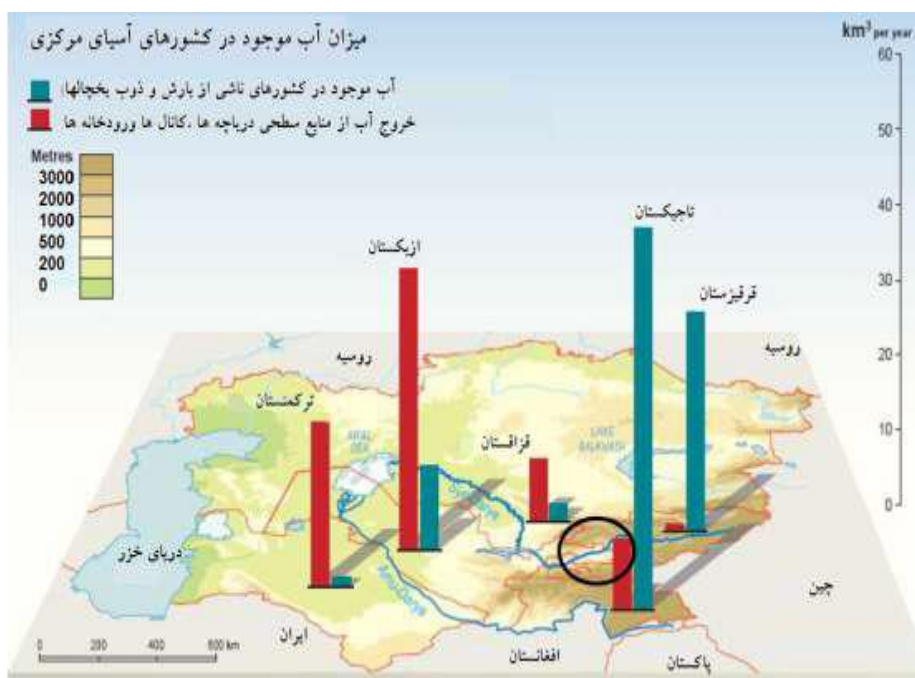 میزان آب موجود در کشورهای آسیای مرکزی
km³ per year
آب موجود در کشورهای ناشی از بارش و ذوب یخچالها)
خروج آب از منابع سطحی دریاچه ها ،کانال ها ورودخانه ها
Metres
3000
2000
1000
500
200
0
60
50
40
30
20
10
0
تاجیکستان
ازبکستان
قرقیزستان
روسیه
روسیه
ترکمنستان
قزاقستان
ARAL SEA
LAKE BALKASH
دریای خزر
چین
ایران
افغانستان
پاکستان
0 200 400 600 km